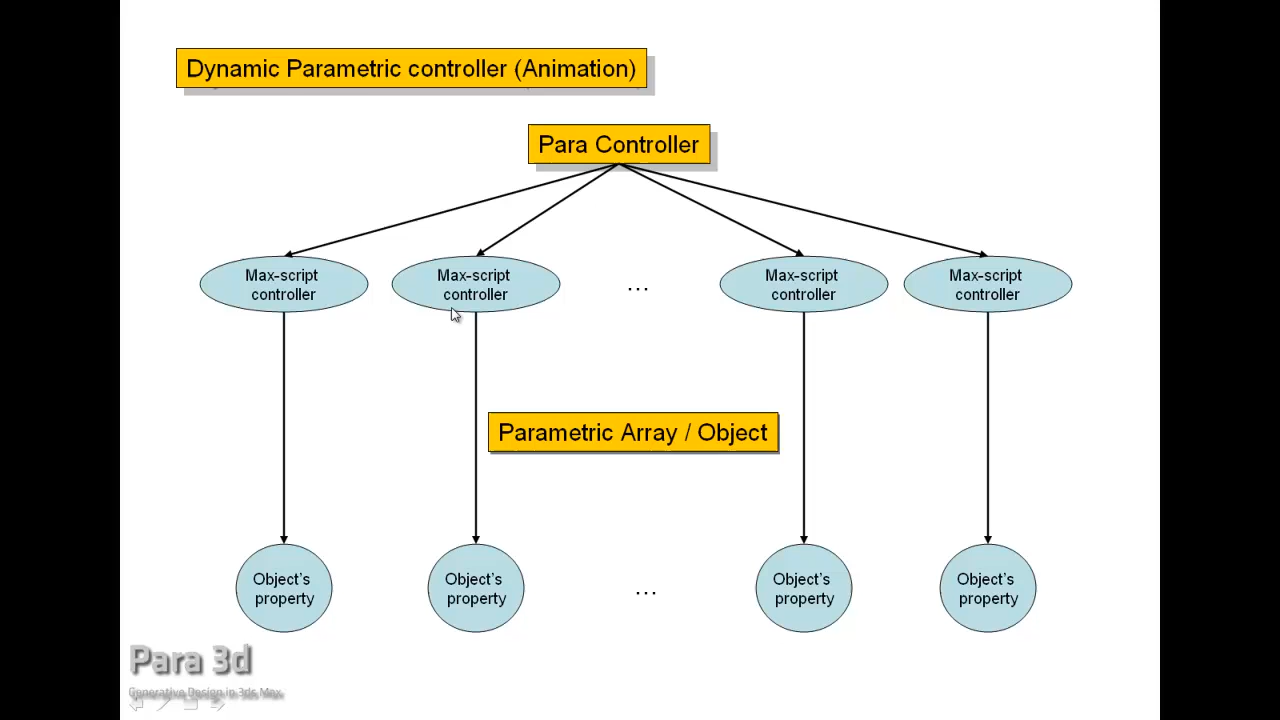 Dynamic Parametric controller (Animation)
Para Controller
Max-script
controller
Max-script
controller
...
Max-script
controller
Max-script
controller
Parametric Array / Object
Object's
property
Object's
property
...
Object's
property
Object's
property
Para 3d
Generative Design in 3ds Max